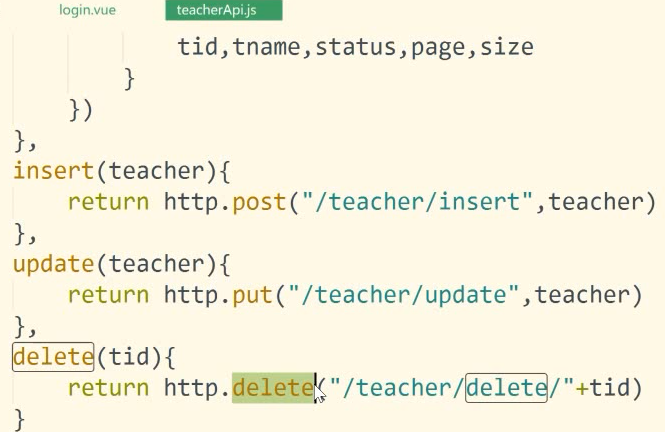 login.vue teacherApi.js
tid,tname,status,page,size
}
})
},
insert(teacher){
return http.post("/teacher/insert",teacher)
},
update(teacher){
return http.put("/teacher/update",teacher)
},
delete(tid){
return http.delete("/teacher/delete/"+tid)
}